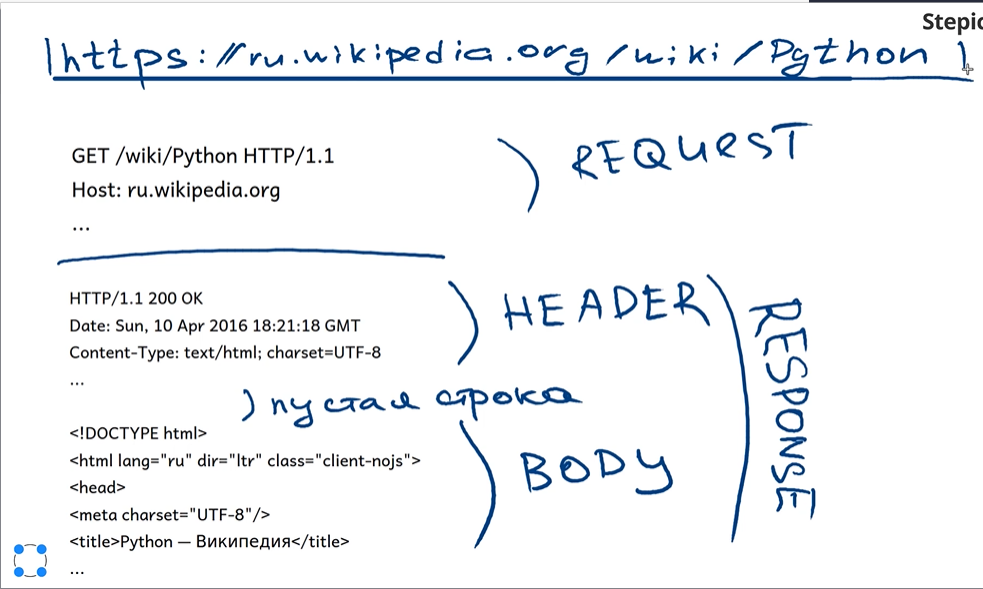 Stepic
https://ru.wikipedia.org/wiki/Python
GET /wiki/Python HTTP/1.1
Host: ru.wikipedia.org
...
REQUEST
HTTP/1.1 200 OK
Date: Sun, 10 Apr 2016 18:21:18 GMT
Content-Type: text/html; charset=UTF-8
...
HEADER
RESPONSE
пустая строка
<!DOCTYPE html>
<html lang="ru" dir="ltr" class="client-nojs">
<head>
<meta charset="UTF-8"/>
<title>Python — Википедия</title>
...
BODY